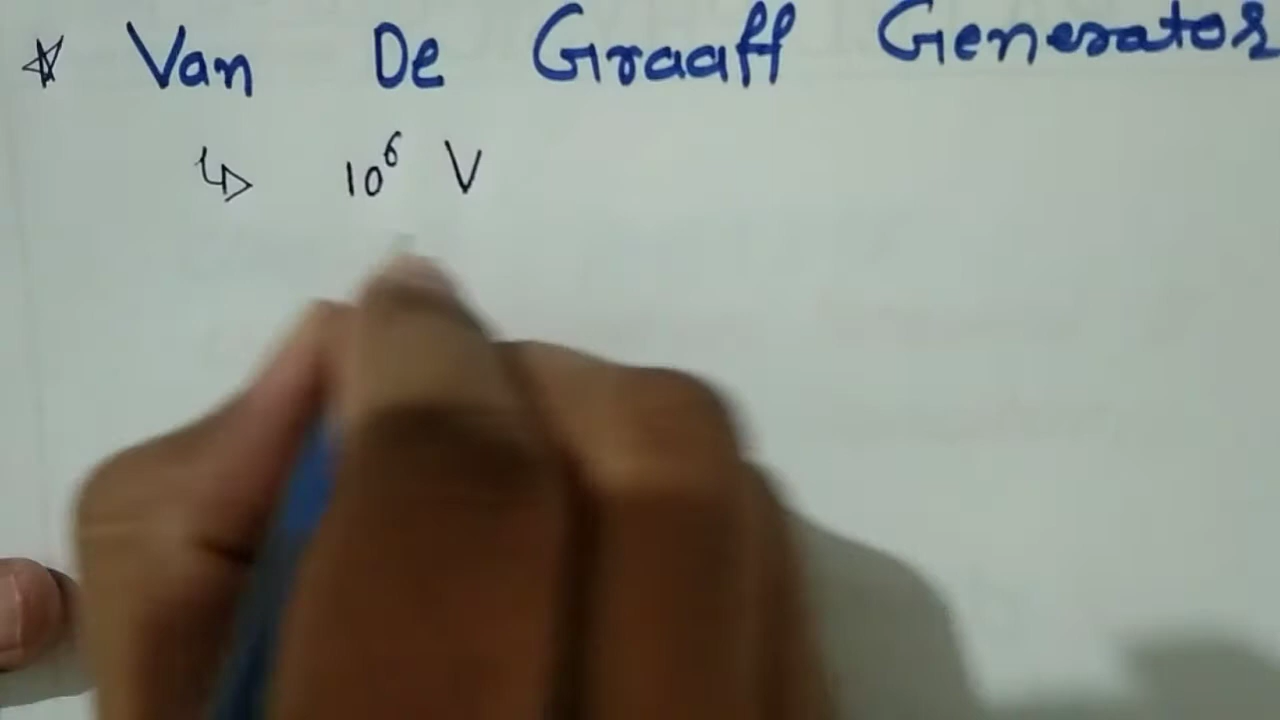 ☆ Van De Graaff Generator
↳ 10⁶ V